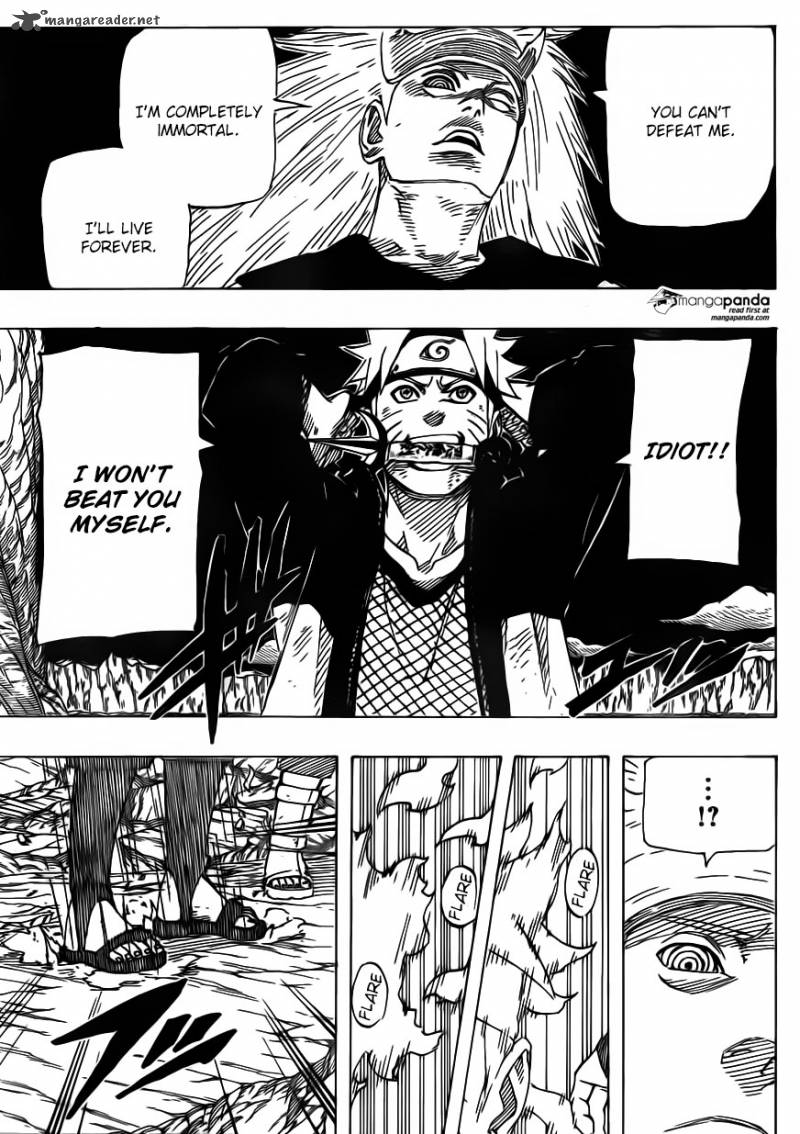 mangareader.net
YOU CAN'T
DEFEAT ME.
I'M COMPLETELY
IMMORTAL.
I'LL LIVE
FOREVER.
mangapanda
read first at
mangapanda.com
IDIOT!!
I WON'T
BEAT YOU
MYSELF.
...
!?
FLARE
FLARE
FLARE